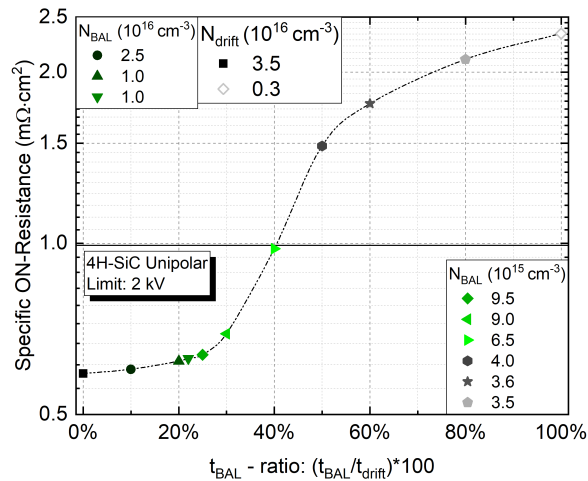 N_BAL (10^16 cm^-3)
2.5
1.0
1.0
N_drift (10^16 cm^-3)
3.5
0.3
4H-SiC Unipolar
Limit: 2 kV
N_BAL (10^15 cm^-3)
9.5
9.0
6.5
4.0
3.6
3.5
Specific ON-Resistance (mΩ·cm²)
2.5
2.0
1.5
1.0
0.5
0% 20% 40% 60% 80% 100%
t_BAL - ratio: (t_BAL/t_drift)*100